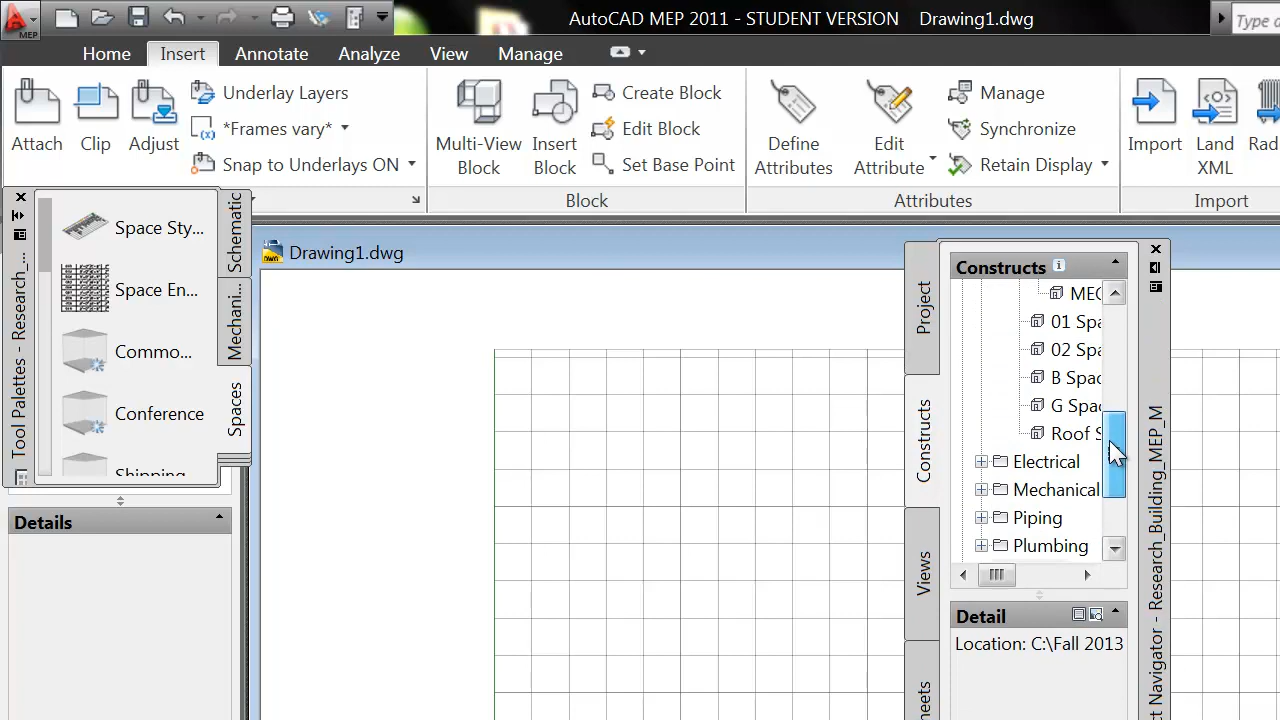 AutoCAD MEP 2011 - STUDENT VERSION Drawing1.dwg
Type
MEP
Home Insert Annotate Analyze View Manage
Attach
Clip
Adjust
Underlay Layers
*Frames vary*
Snap to Underlays ON
Multi-View Block
Insert Block
Create Block
Edit Block
Set Base Point
Block
Define Attributes
Edit Attribute
Manage
Synchronize
Retain Display
Attributes
Import
Land XML
Rad
Import
Tool Palettes - Research_...
Space Sty...
Space En...
Commo...
Conference
Shipping
Schematic
Mechani...
Spaces
Details
Drawing1.dwg
Project
Constructs
Views
Constructs
01 Spa
02 Spa
B Spac
G Spac
Roof S
Electrical
Mechanical
Piping
Plumbing
Detail
Location: C:\Fall 2013
Navigator - Research_Building_MEP_M